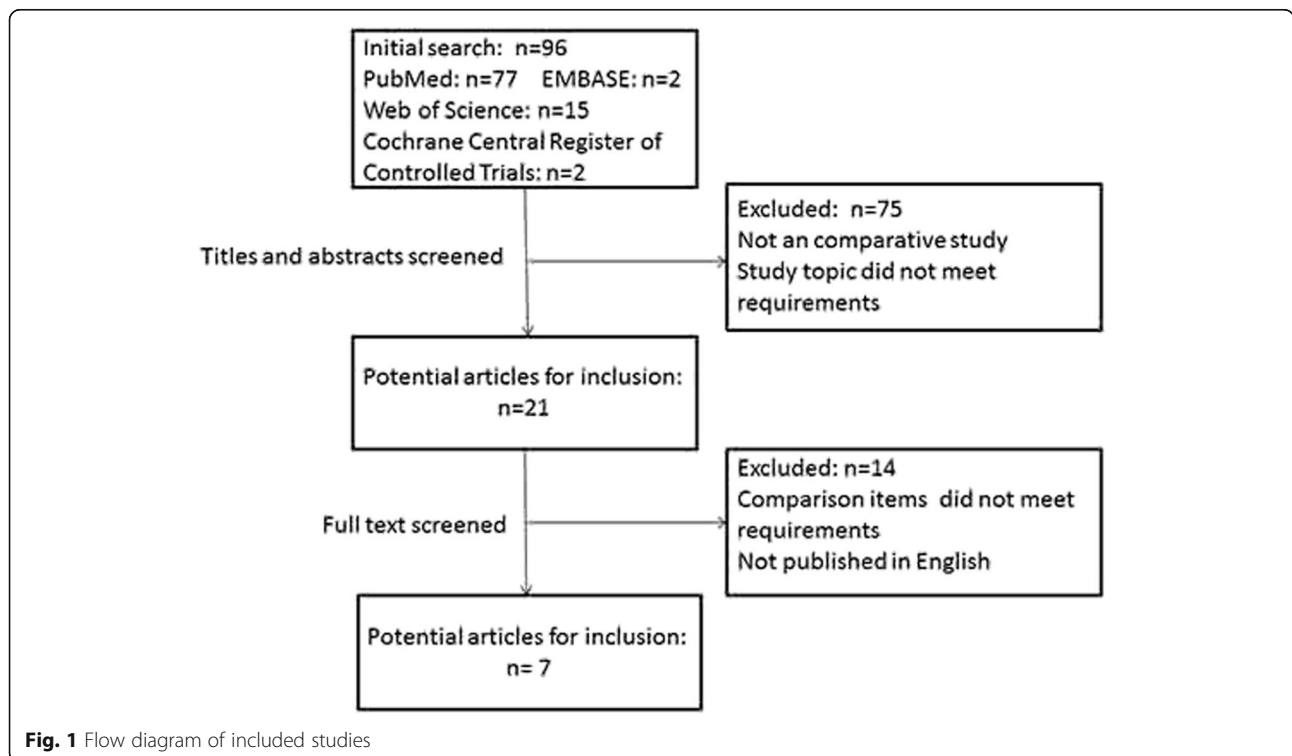 Initial search: n=96
PubMed: n=77 EMBASE: n=2
Web of Science: n=15
Cochrane Central Register of
Controlled Trials: n=2
Excluded: n=75
Not an comparative study
Study topic did not meet
requirements
Titles and abstracts screened
Potential articles for inclusion:
n=21
Excluded: n=14
Comparison items did not meet
requirements
Not published in English
Full text screened
Potential articles for inclusion:
n= 7
Fig. 1 Flow diagram of included studies